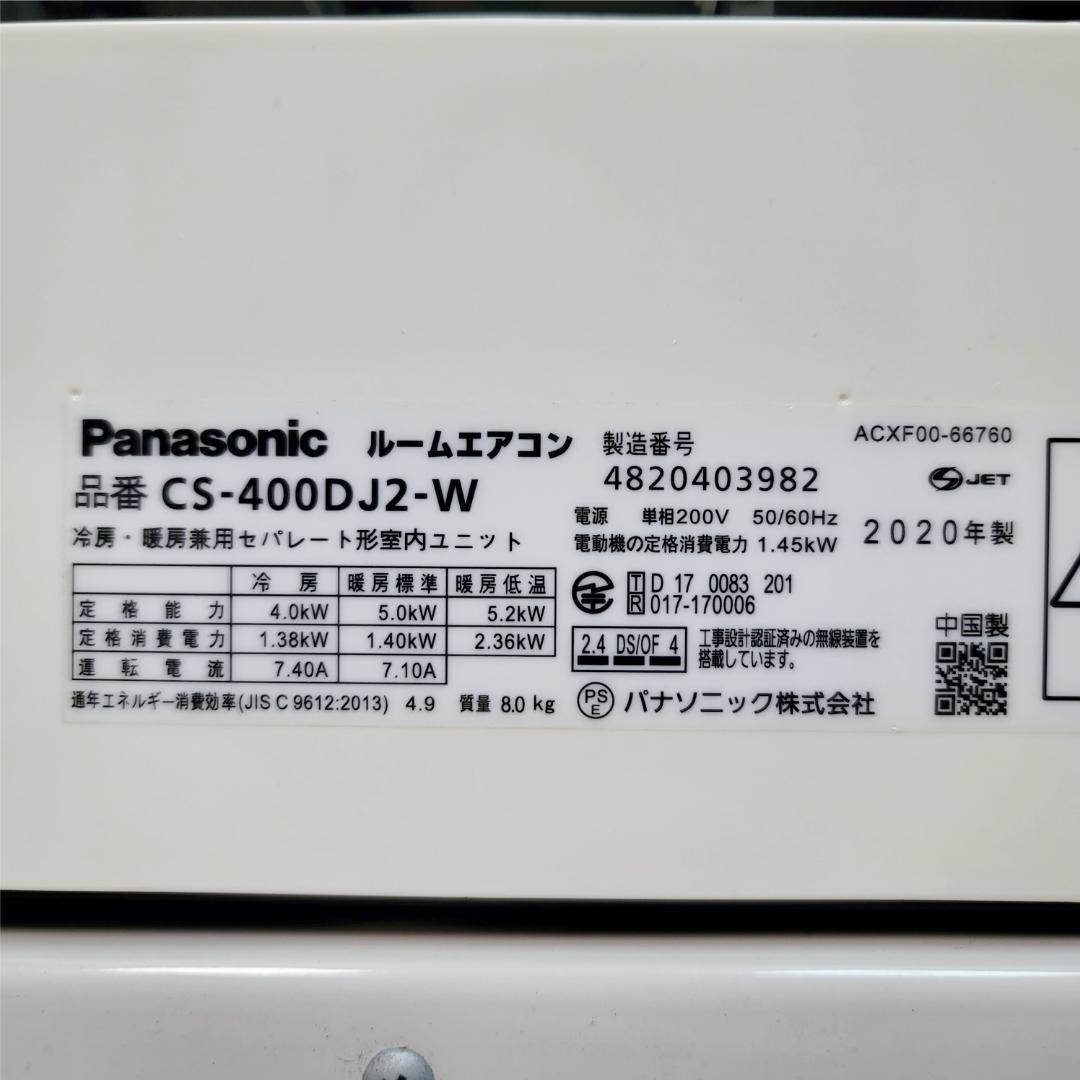 Panasonic ルームエアコン
品番 CS-400DJ2-W
冷房・暖房兼用セパレート形室内ユニット
冷房 暖房標準 暖房低温
定格能力 4.0kW 5.0kW 5.2kW
定格消費電力 1.38kW 1.40kW 2.36kW
運転電流 7.40A 7.10A
通年エネルギー消費効率(JIS C 9612:2013) 4.9 質量 8.0 kg
製造番号
4820403982
電源 単相200V 50/60Hz
電動機の定格消費電力 1.45kW
T D 17 0083 201
R 017-170006
2.4 DS/OF 4
工事設計認証済みの無線装置を
搭載しています。
PS
E
パナソニック株式会社
ACXF00-66760
JET
2020年製
中国製